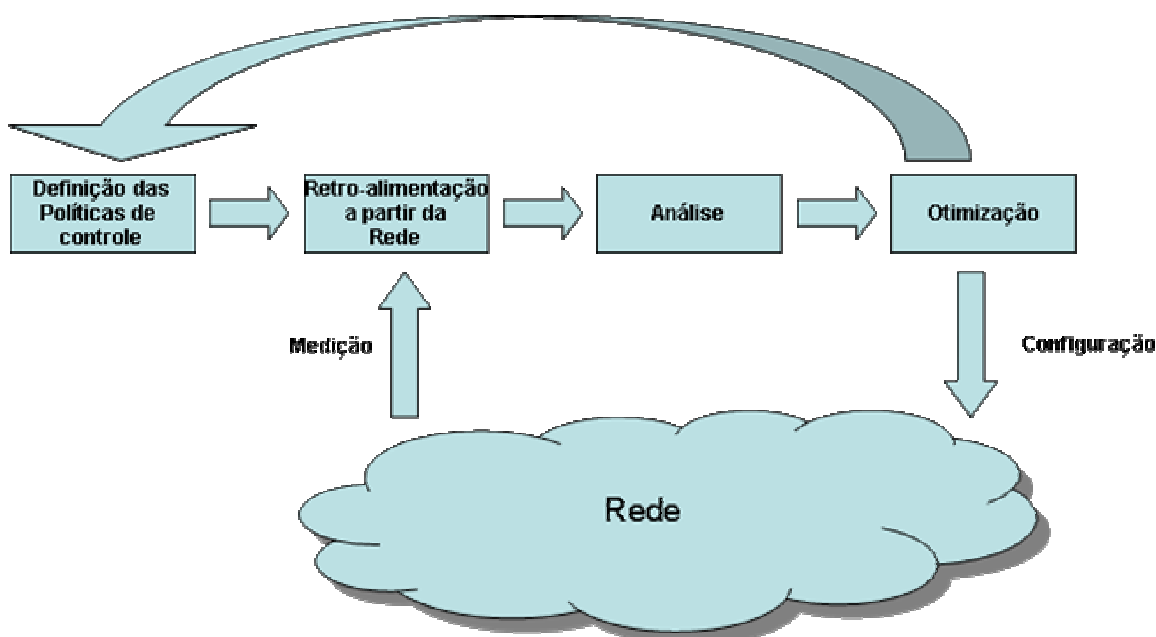 Definição das
Políticas de
controle
Retro-alimentação
a partir da
Rede
Análise
Otimização
Medição
Configuração
Rede